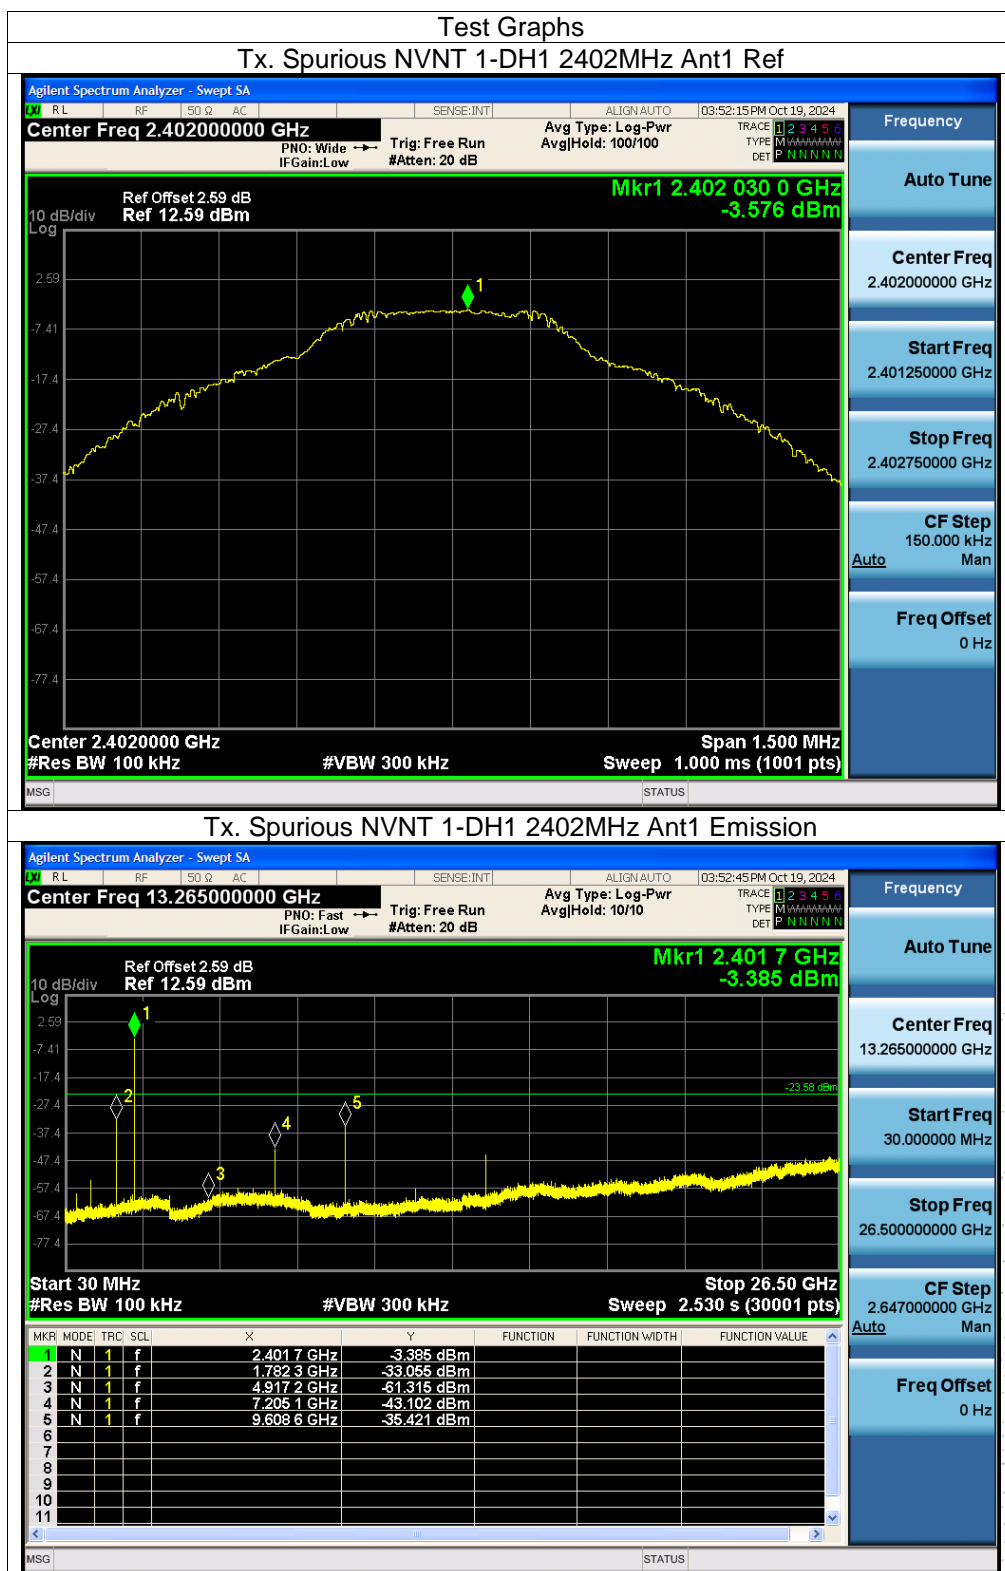 Test Graphs
Tx. Spurious NVNT 1-DH1 2402MHz Ant1 Ref
Agilent Spectrum Analyzer - Swept SA
LXI RL RF 50 Ω AC SENSE:INT ALIGN AUTO 03:52:15 PM Oct 19, 2024
Center Freq 2.402000000 GHz
PNO: Wide
IFGain:Low
Trig: Free Run
#Atten: 20 dB
Avg Type: Log-Pwr
Avg|Hold: 100/100
TRACE 1 2 3 4 5 6
TYPE M W W W W W
DET P N N N N N
Frequency
Auto Tune
Center Freq
2.402000000 GHz
Start Freq
2.401250000 GHz
Stop Freq
2.402750000 GHz
CF Step
150.000 kHz
Auto Man
Freq Offset
0 Hz
Mkr1 2.402 030 0 GHz
-3.576 dBm
Ref Offset 2.59 dB
10 dB/div Ref 12.59 dBm
Log
1
2.59
-7.41
-17.4
-27.4
-37.4
-47.4
-57.4
-67.4
-77.4
Center 2.4020000 GHz Span 1.500 MHz
#Res BW 100 kHz #VBW 300 kHz Sweep 1.000 ms (1001 pts)
MSG STATUS
Tx. Spurious NVNT 1-DH1 2402MHz Ant1 Emission
Agilent Spectrum Analyzer - Swept SA
LXI RL RF 50 Ω AC SENSE:INT ALIGN AUTO 03:52:45 PM Oct 19, 2024
Center Freq 13.265000000 GHz
PNO: Fast
IFGain:Low
Trig: Free Run
#Atten: 20 dB
Avg Type: Log-Pwr
Avg|Hold: 10/10
TRACE 1 2 3 4 5 6
TYPE M W W W W W
DET P N N N N N
Frequency
Auto Tune
Center Freq
13.265000000 GHz
Start Freq
30.000000 MHz
Stop Freq
26.500000000 GHz
CF Step
2.647000000 GHz
Auto Man
Freq Offset
0 Hz
Mkr1 2.401 7 GHz
-3.385 dBm
Ref Offset 2.59 dB
10 dB/div Ref 12.59 dBm
Log
1
2.59
-7.41
-17.4
-23.58 dBm
2
5
-27.4
-37.4
4
-47.4
3
-57.4
-67.4
-77.4
Start 30 MHz Stop 26.50 GHz
#Res BW 100 kHz #VBW 300 kHz Sweep 2.530 s (30001 pts)
MKR MODE TRC SCL X Y FUNCTION FUNCTION WIDTH FUNCTION VALUE
1 N 1 f 2.401 7 GHz -3.385 dBm
2 N 1 f 1.782 3 GHz -33.055 dBm
3 N 1 f 4.917 2 GHz -61.315 dBm
4 N 1 f 7.205 1 GHz -43.102 dBm
5 N 1 f 9.608 6 GHz -35.421 dBm
6
7
8
9
10
11
MSG STATUS